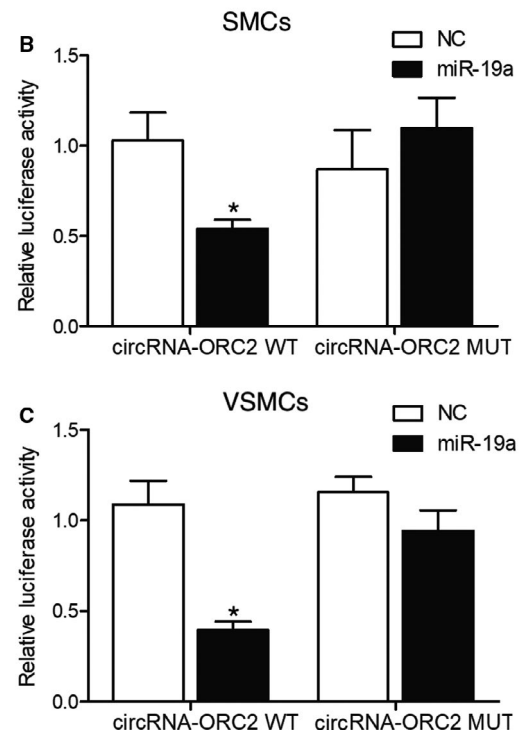 B
SMCs
NC
miR-19a
Relative luciferase activity
1.5
1.0
0.5
0.0
*
circRNA-ORC2 WT circRNA-ORC2 MUT
C
VSMCs
NC
miR-19a
Relative luciferase activity
1.5
1.0
0.5
0.0
*
circRNA-ORC2 WT circRNA-ORC2 MUT